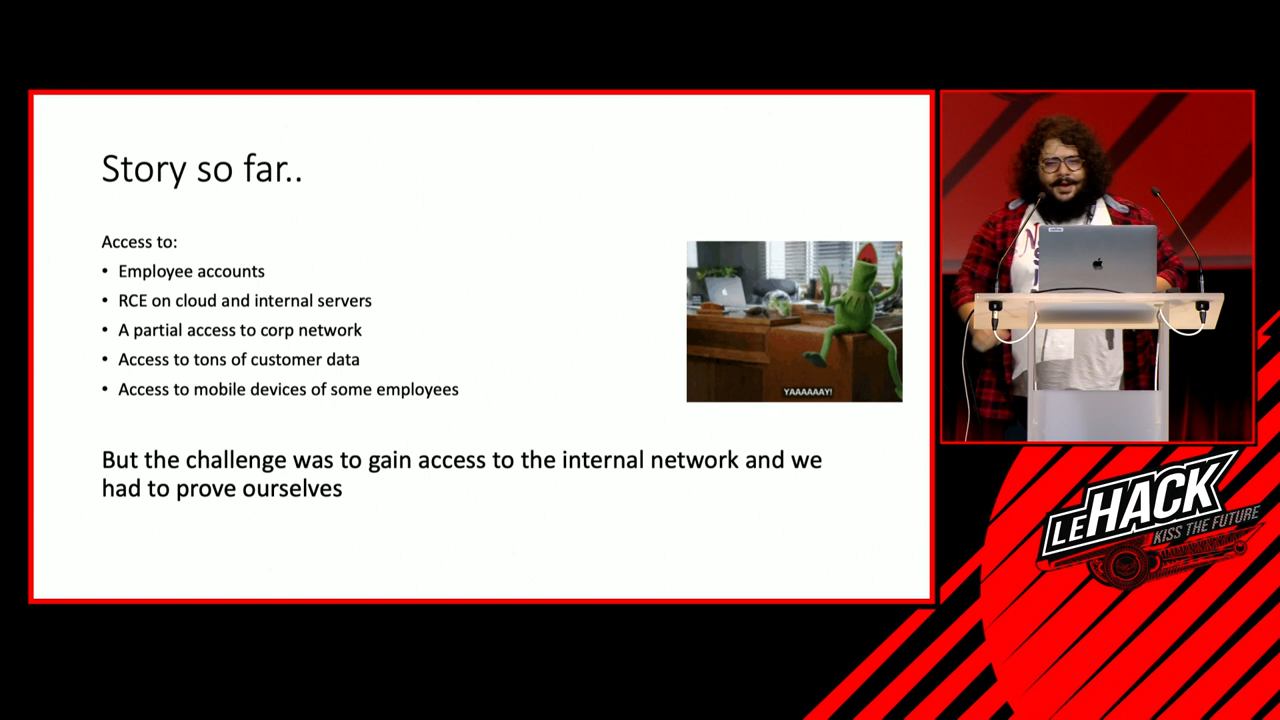 Story so far..
Access to:
• Employee accounts
• RCE on cloud and internal servers
• A partial access to corp network
• Access to tons of customer data
• Access to mobile devices of some employees
YAAAAAAY!
But the challenge was to gain access to the internal network and we
had to prove ourselves
LEHACK
KISS THE FUTURE